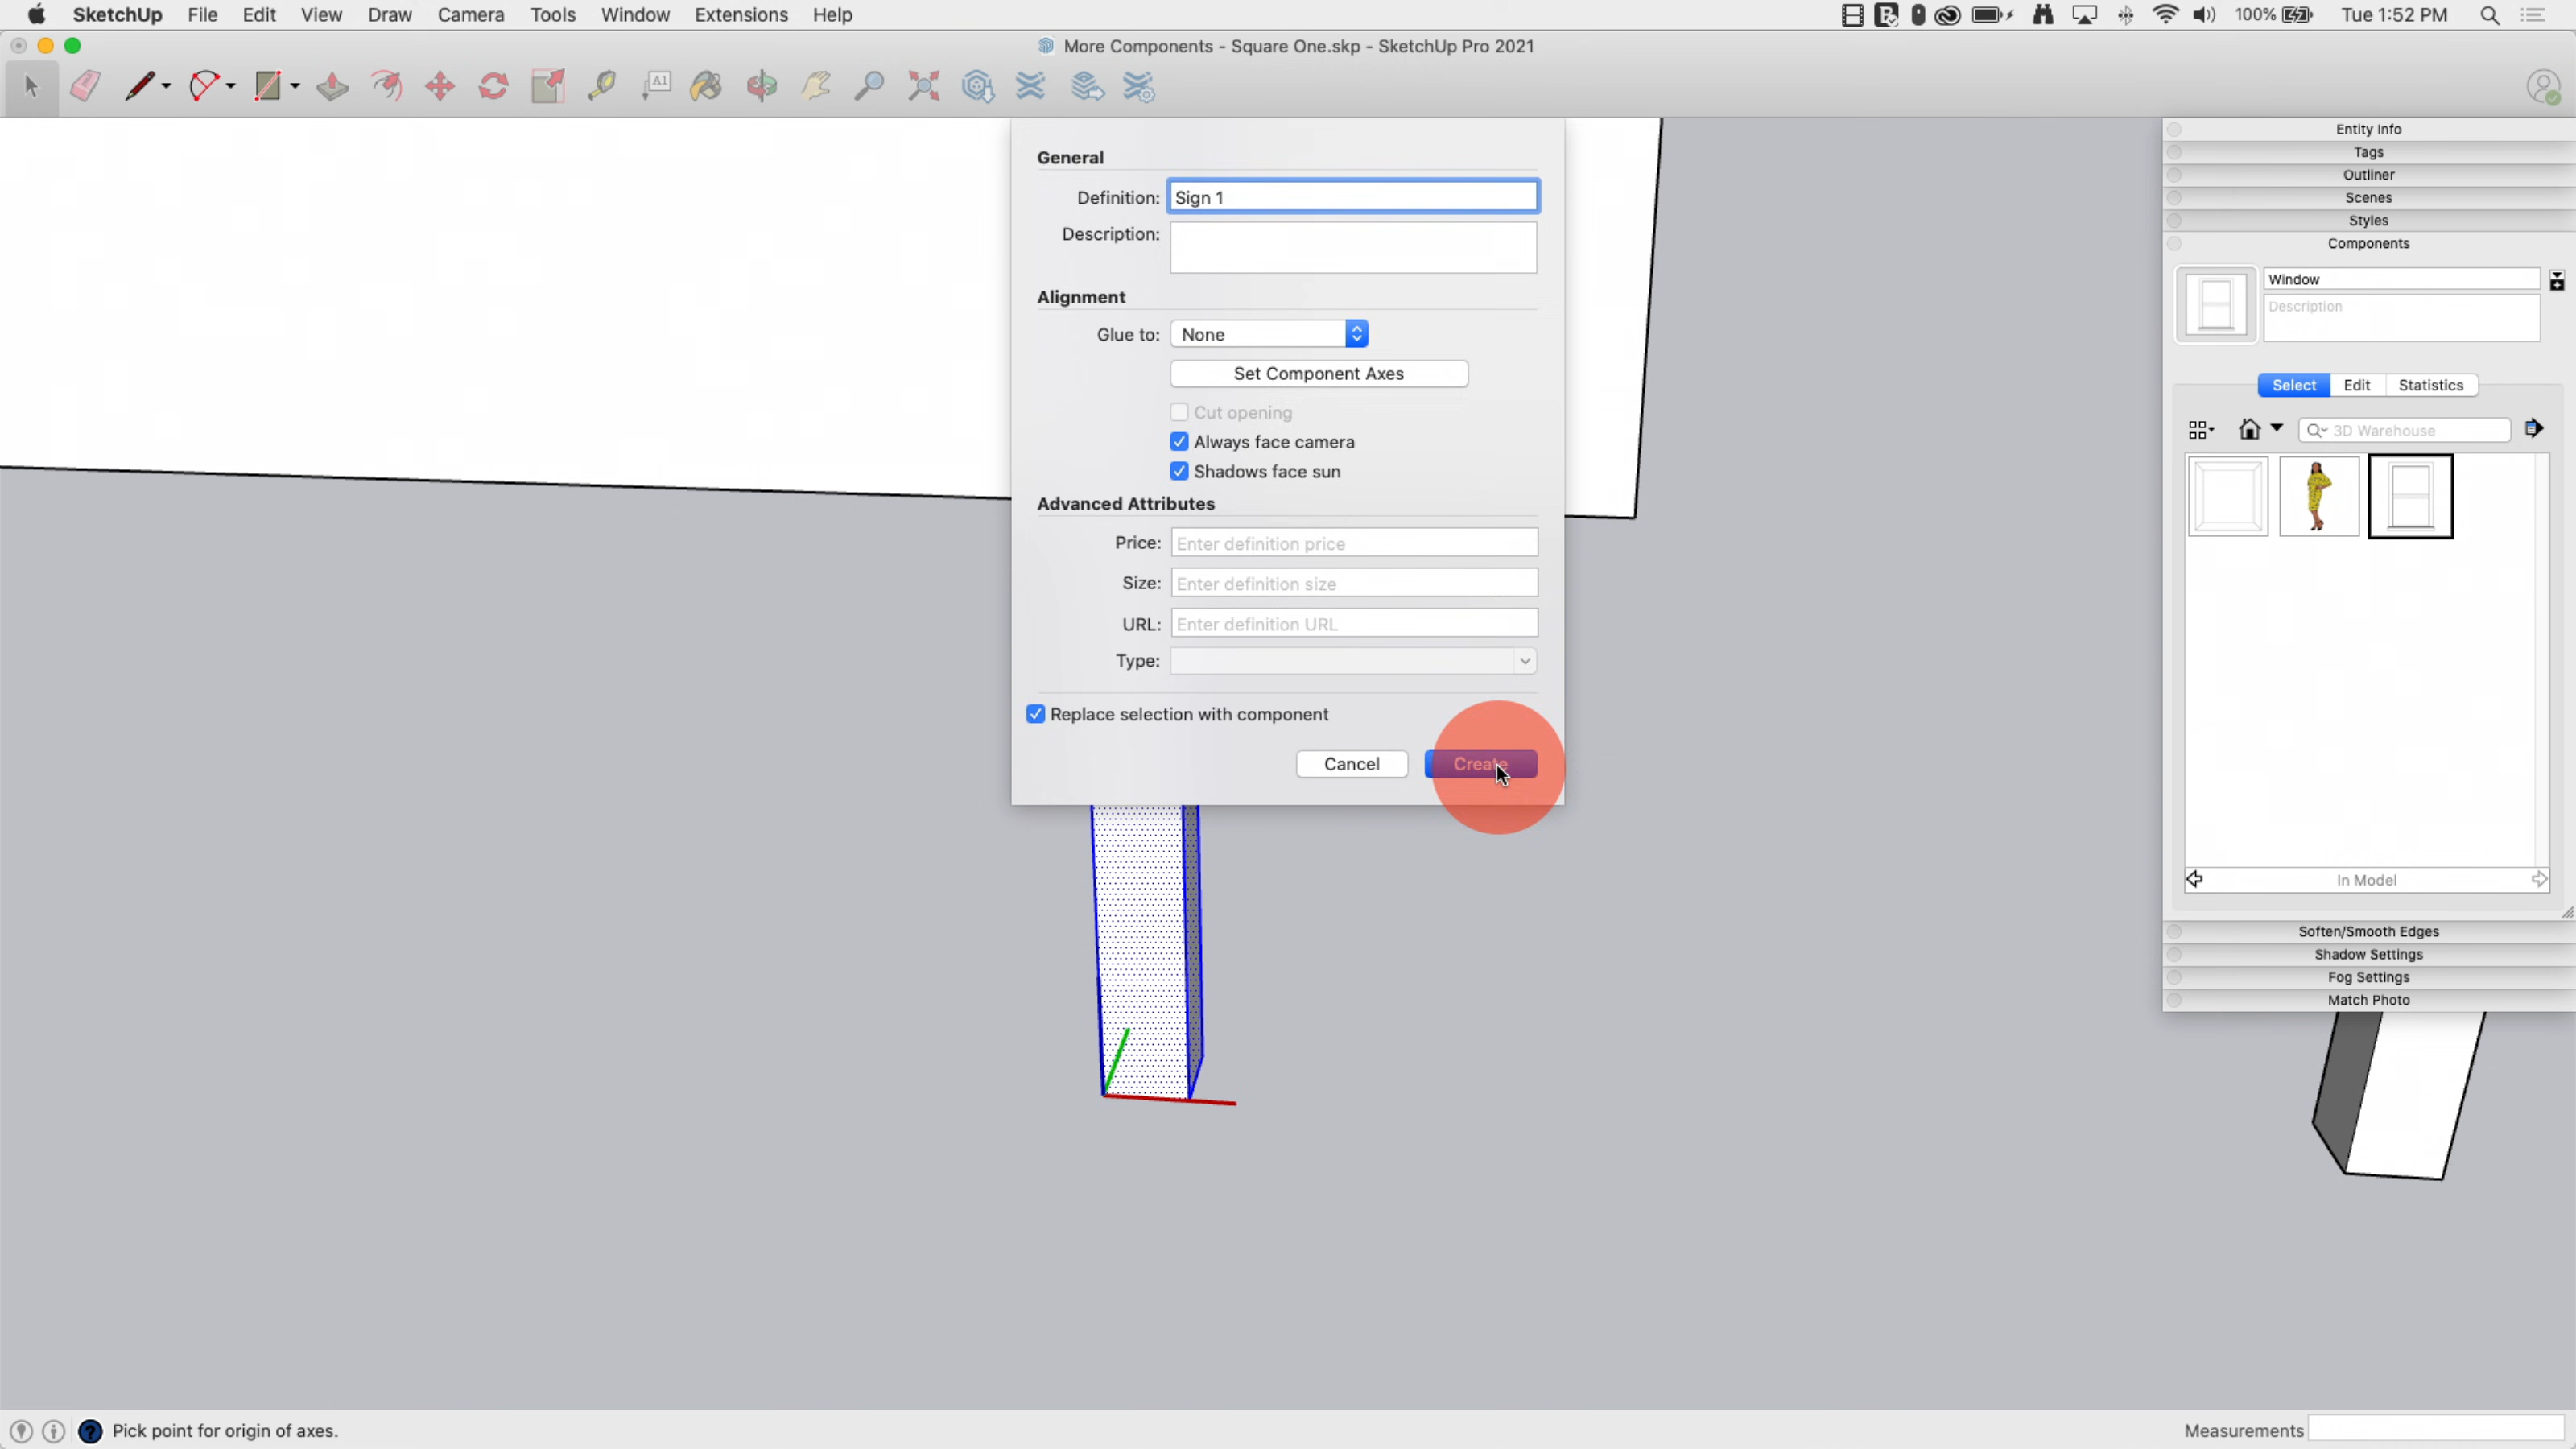 SketchUp File Edit View Draw Camera Tools Window Extensions Help 100% Tue 1:52 PM
More Components - Square One.skp - SketchUp Pro 2021
A1
General
Definition: Sign 1
Description:
Alignment
Glue to: None
Set Component Axes
Cut opening
Always face camera
Shadows face sun
Advanced Attributes
Price: Enter definition price
Size: Enter definition size
URL: Enter definition URL
Type:
Replace selection with component
Cancel Create
Entity Info
Tags
Outliner
Scenes
Styles
Components
Window
Description
Select Edit Statistics
3D Warehouse
In Model
Soften/Smooth Edges
Shadow Settings
Fog Settings
Match Photo
Pick point for origin of axes.
Measurements